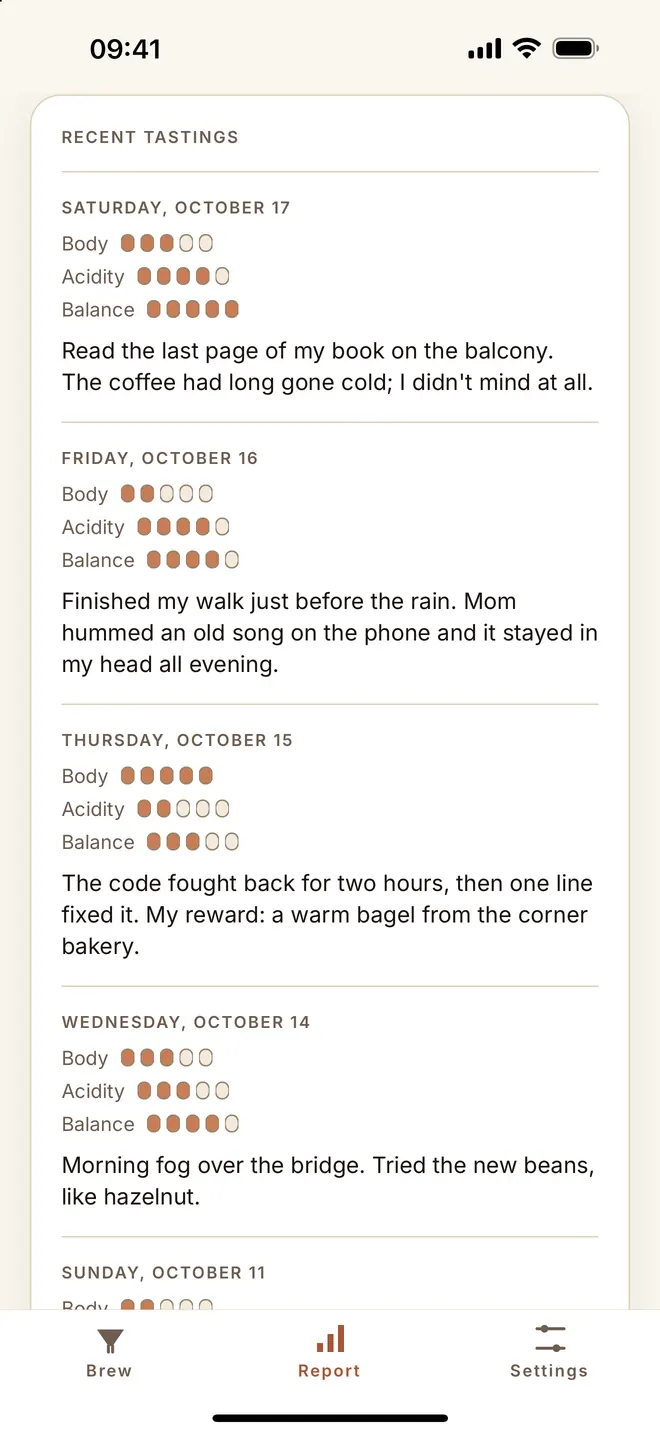 09:41
RECENT TASTINGS
SATURDAY, OCTOBER 17
Body
Acidity
Balance
Read the last page of my book on the balcony.
The coffee had long gone cold; I didn't mind at all.
FRIDAY, OCTOBER 16
Body
Acidity
Balance
Finished my walk just before the rain. Mom
hummed an old song on the phone and it stayed in
my head all evening.
THURSDAY, OCTOBER 15
Body
Acidity
Balance
The code fought back for two hours, then one line
fixed it. My reward: a warm bagel from the corner
bakery.
WEDNESDAY, OCTOBER 14
Body
Acidity
Balance
Morning fog over the bridge. Tried the new beans,
like hazelnut.
SUNDAY, OCTOBER 11
Body
Brew
Report
Settings